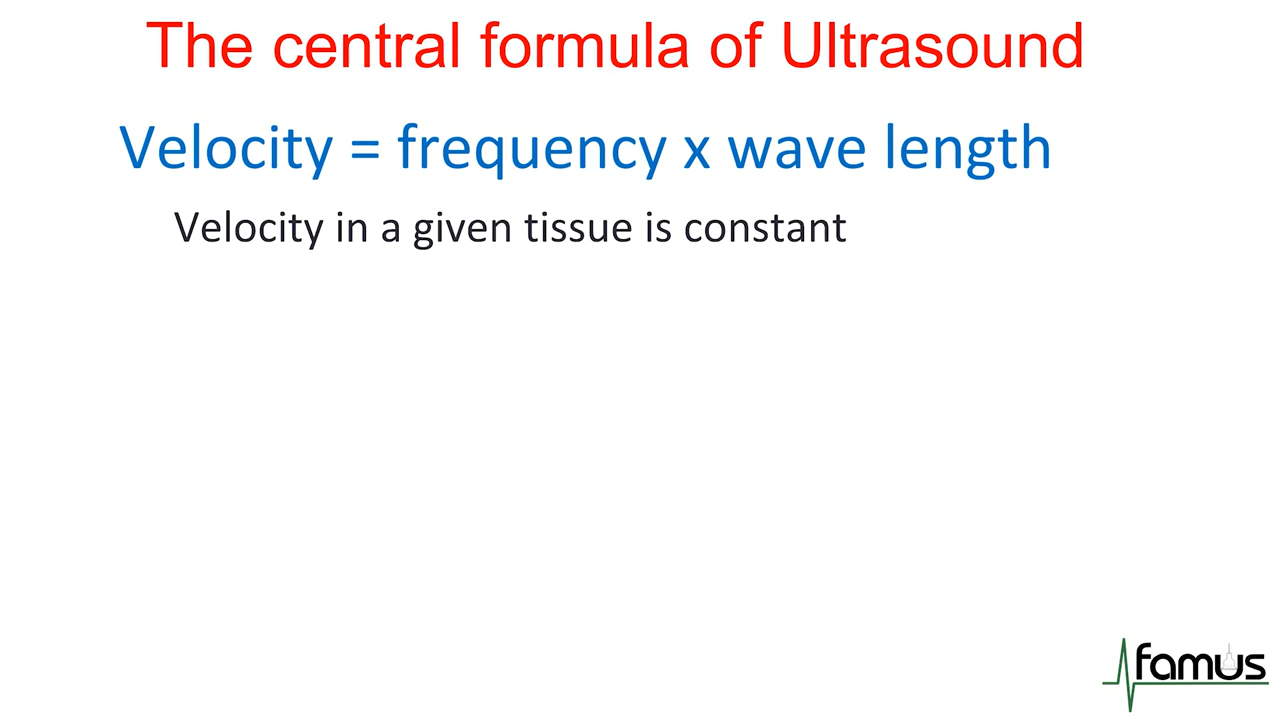 The central formula of Ultrasound
Velocity = frequency x wave length
Velocity in a given tissue is constant
famus